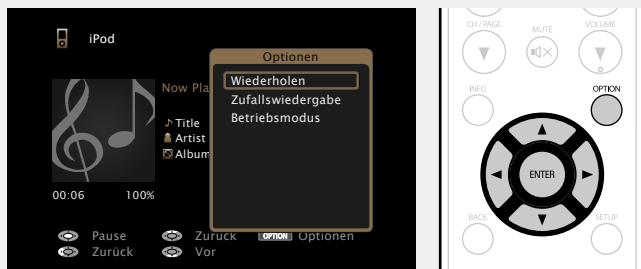 iPod
Optionen
Now Pla
Wiederholen
Zufallswiedergabe
Betriebsmodus
Title
Artist
Album
00:06 100%
Pause Zurück OPTION Optionen
Zurück Vor
CH / PAGE MUTE VOLUME
INFO OPTION
ENTER
BACK SETUP